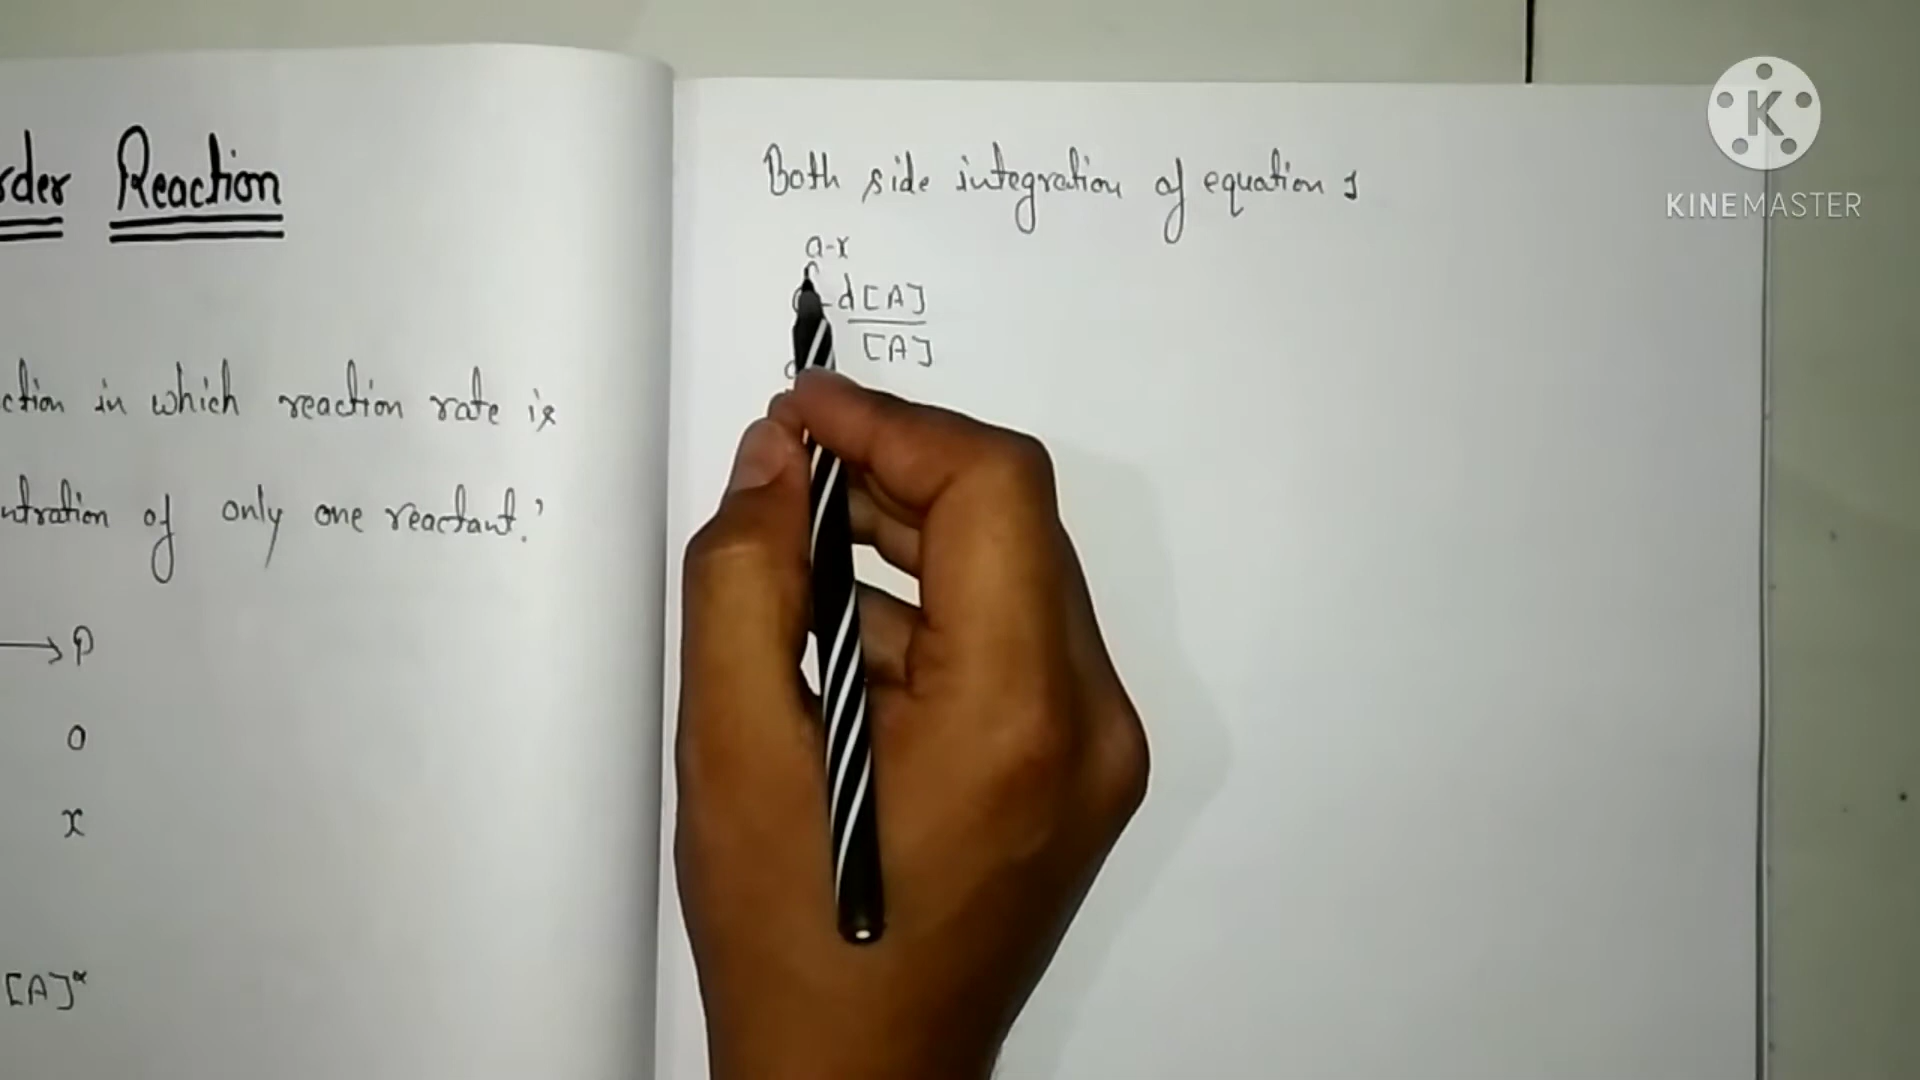 rder Reaction
ction in which reaction rate is
ntration of only one reactant.'
→ P
0
x
[A]^α
Both side integration of equation 1
a-x
- d[A]
[A]
K
KINEMASTER